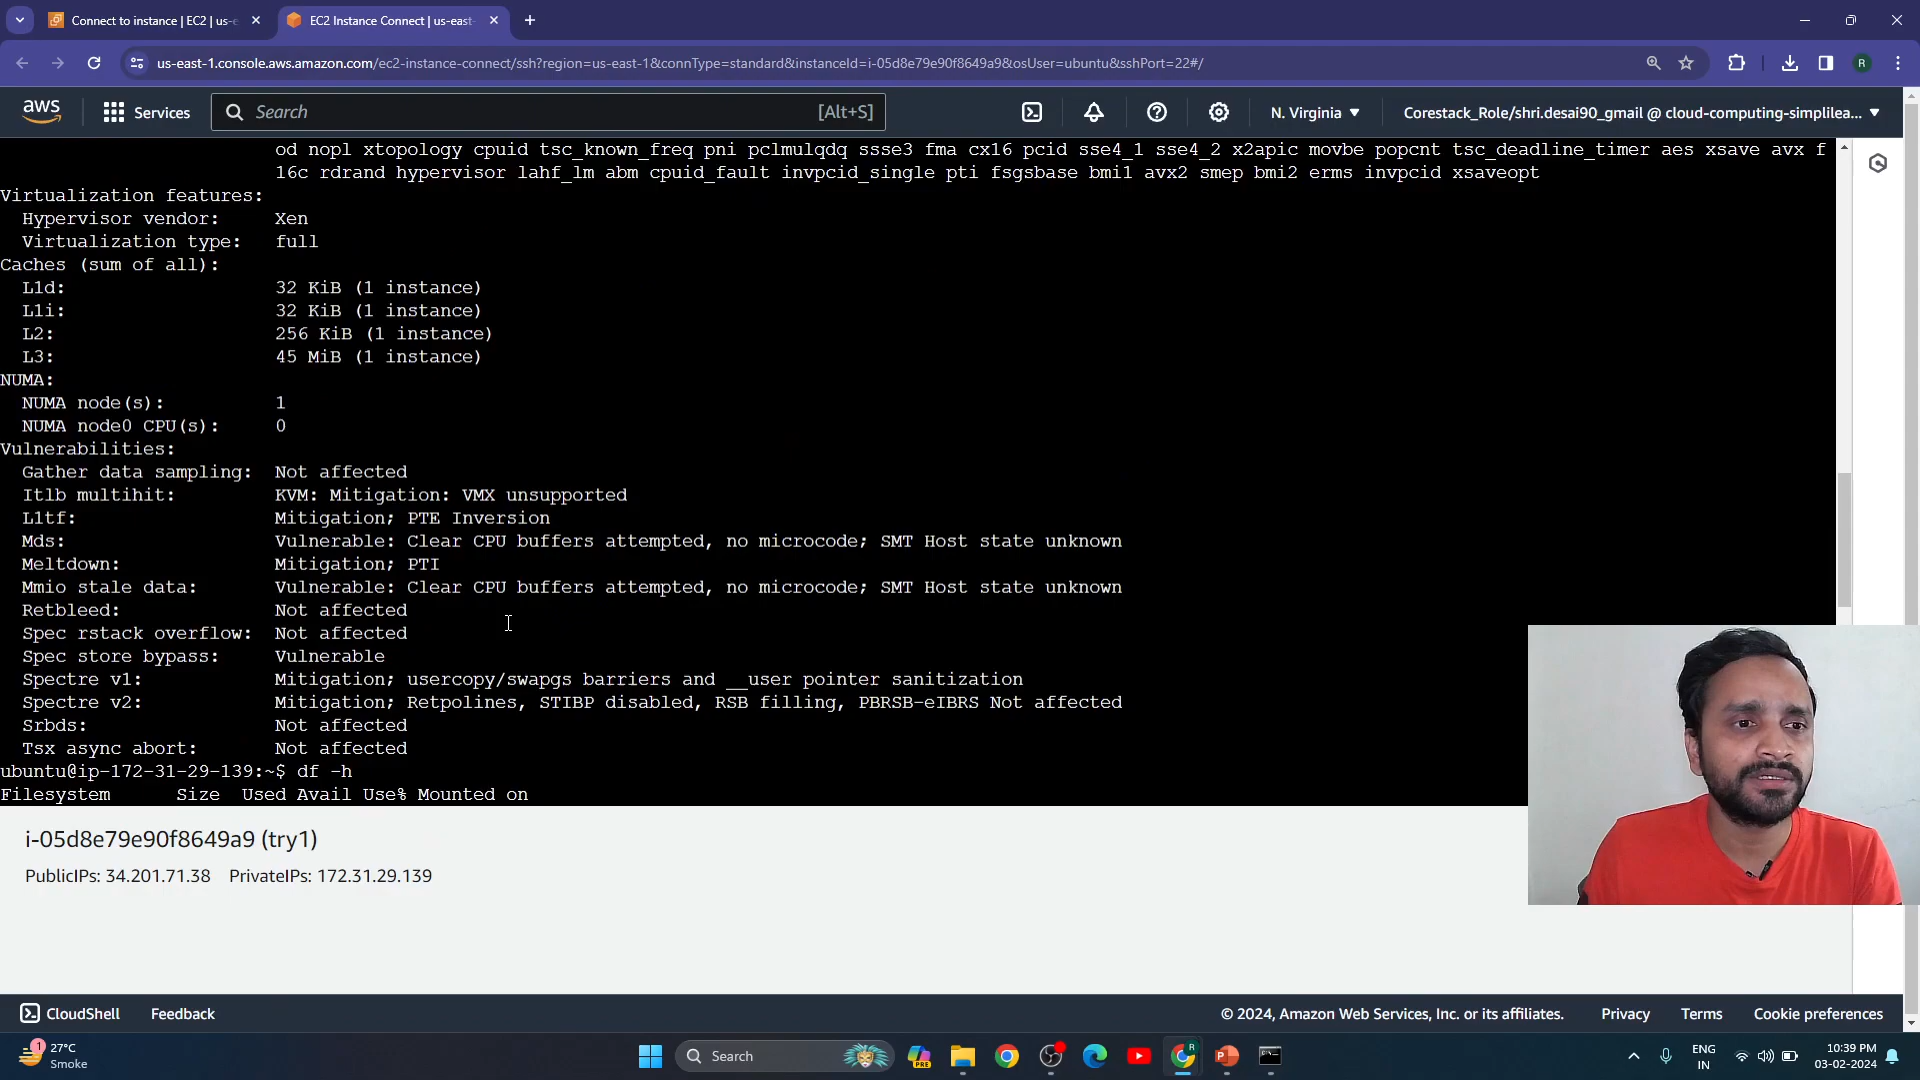 Connect to instance | EC2 | us-e
EC2 Instance Connect | us-east-
us-east-1.console.aws.amazon.com/ec2-instance-connect/ssh?region=us-east-1&connType=standard&instanceId=i-05d8e79e90f8649a9&osUser=ubuntu&sshPort=22#/
R
aws
Services
Search
[Alt+S]
N. Virginia
Corestack_Role/shri.desai90_gmail @ cloud-computing-simplilea...
od nopl xtopology cpuid tsc_known_freq pni pclmulqdq ssse3 fma cx16 pcid sse4_1 sse4_2 x2apic movbe popcnt tsc_deadline_timer aes xsave avx f
16c rdrand hypervisor lahf_lm abm cpuid_fault invpcid_single pti fsgsbase bmi1 avx2 smep bmi2 erms invpcid xsaveopt
Virtualization features:
Hypervisor vendor: Xen
Virtualization type: full
Caches (sum of all):
L1d: 32 KiB (1 instance)
L1i: 32 KiB (1 instance)
L2: 256 KiB (1 instance)
L3: 45 MiB (1 instance)
NUMA:
NUMA node(s): 1
NUMA node0 CPU(s): 0
Vulnerabilities:
Gather data sampling: Not affected
Itlb multihit: KVM: Mitigation: VMX unsupported
L1tf: Mitigation; PTE Inversion
Mds: Vulnerable: Clear CPU buffers attempted, no microcode; SMT Host state unknown
Meltdown: Mitigation; PTI
Mmio stale data: Vulnerable: Clear CPU buffers attempted, no microcode; SMT Host state unknown
Retbleed: Not affected
Spec rstack overflow: Not affected
Spec store bypass: Vulnerable
Spectre v1: Mitigation; usercopy/swapgs barriers and __user pointer sanitization
Spectre v2: Mitigation; Retpolines, STIBP disabled, RSB filling, PBRSB-eIBRS Not affected
Srbds: Not affected
Tsx async abort: Not affected
ubuntu@ip-172-31-29-139:~$ df -h
Filesystem Size Used Avail Use% Mounted on
i-05d8e79e90f8649a9 (try1)
PublicIPs: 34.201.71.38 PrivateIPs: 172.31.29.139
CloudShell Feedback © 2024, Amazon Web Services, Inc. or its affiliates. Privacy Terms Cookie preferences
1
27°C
Smoke
Search
PRE
R
ENG
IN
10:39 PM
03-02-2024